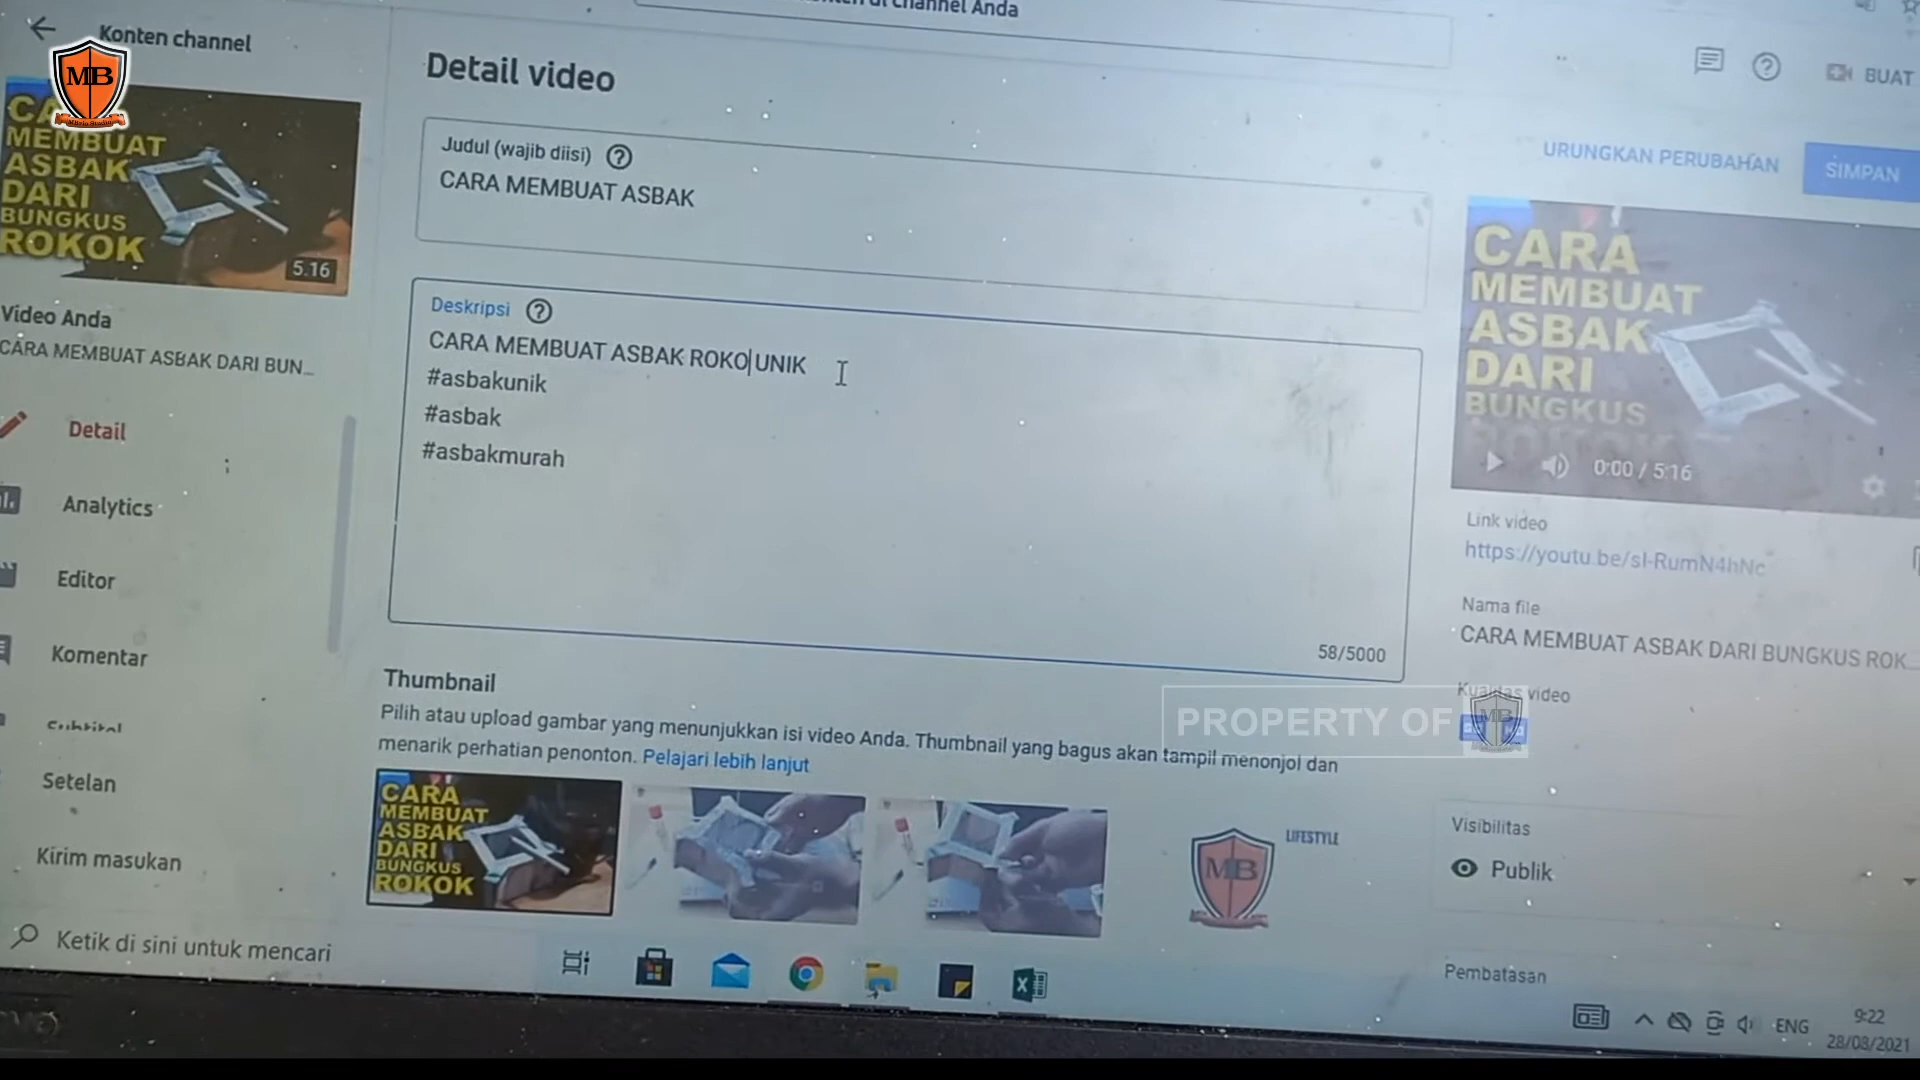 Channel Anda
Konten channel
MB
BUAT
Detail video
URUNGKAN PERUBAHAN
SIMPAN
Judul (wajib diisi)
CARA MEMBUAT ASBAK
CARA
MEMBUAT
ASBAK
DARI
BUNGKUS
ROKOK
5.16
Video Anda
CARA MEMBUAT ASBAK DARI BUN...
Detail
Analytics
Editor
Komentar
Subtitel
Setelan
Kirim masukan
Deskripsi
CARA MEMBUAT ASBAK ROKO UNIK
#asbakunik
#asbak
#asbakmurah
58/5000
CARA
MEMBUAT
ASBAK
DARI
BUNGKUS
ROKOK
0:00 / 5:16
Link video
https://youtu.be/sl-RumN4hNc
Nama file
CARA MEMBUAT ASBAK DARI BUNGKUS ROK...
Kualitas video
PROPERTY OF
MB
Thumbnail
Pilih atau upload gambar yang menunjukkan isi video Anda. Thumbnail yang bagus akan tampil menonjol dan
menarik perhatian penonton. Pelajari lebih lanjut
CARA
MEMBUAT
ASBAK
DARI
BUNGKUS
ROKOK
MB
LIFESTYLE
Visibilitas
Publik
Pembatasan
Ketik di sini untuk mencari
ENG
9:22
28/08/2021